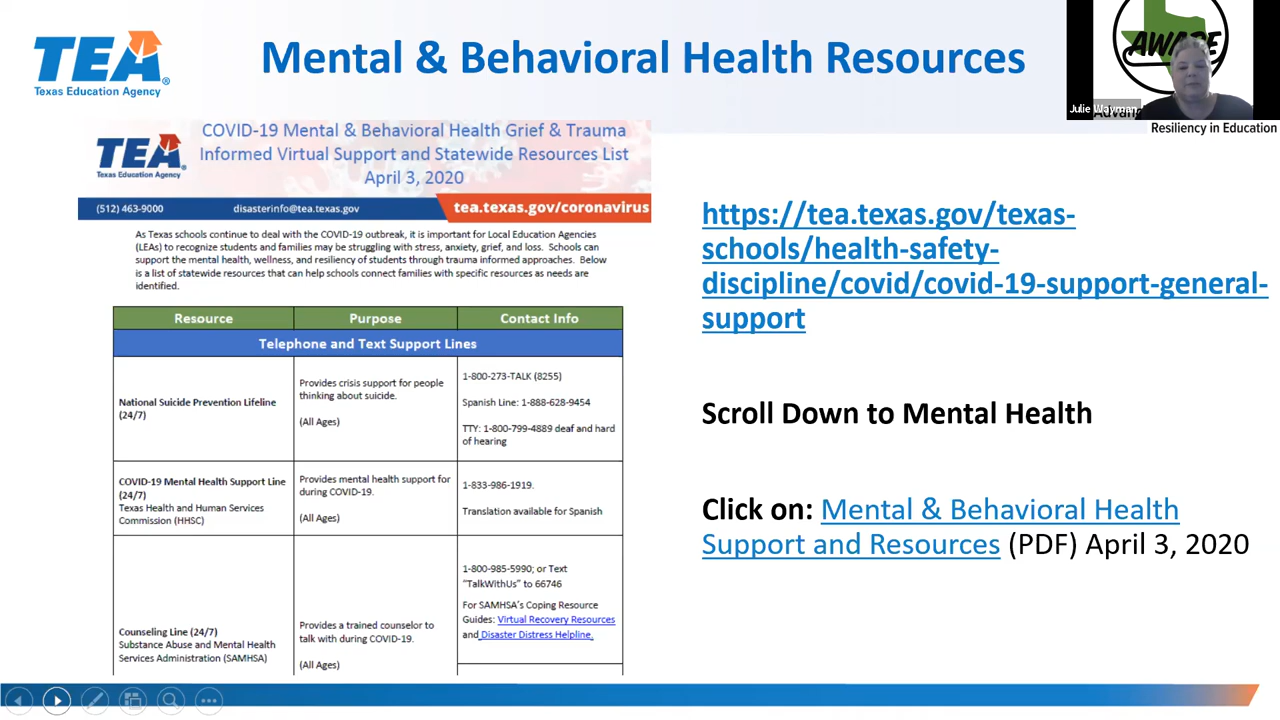 TEA
Texas Education Agency
Mental & Behavioral Health Resources
AWARE
Julie Wayman
Resiliency in Education
TEA
Texas Education Agency
COVID-19 Mental & Behavioral Health Grief & Trauma
Informed Virtual Support and Statewide Resources List
April 3, 2020
(512) 463-9000 disasterinfo@tea.texas.gov tea.texas.gov/coronavirus
As Texas schools continue to deal with the COVID-19 outbreak, it is important for Local Education Agencies
(LEAs) to recognize students and families may be struggling with stress, anxiety, grief, and loss. Schools can
support the mental health, wellness, and resiliency of students through trauma informed approaches. Below
is a list of statewide resources that can help schools connect families with specific resources as needs are
identified.
Resource Purpose Contact Info
Telephone and Text Support Lines
National Suicide Prevention Lifeline
(24/7)
Provides crisis support for people
thinking about suicide.
(All Ages)
1-800-273-TALK (8255)
Spanish Line: 1-888-628-9454
TTY: 1-800-799-4889 deaf and hard
of hearing
COVID-19 Mental Health Support Line
(24/7)
Texas Health and Human Services
Commission (HHSC)
Provides mental health support for
during COVID-19.
(All Ages)
1-833-986-1919.
Translation available for Spanish
Counseling Line (24/7)
Substance Abuse and Mental Health
Services Administration (SAMHSA)
Provides a trained counselor to
talk with during COVID-19.
(All Ages)
1-800-985-5990; or Text
"TalkWithUs" to 66746
For SAMHSA's Coping Resource
Guides: Virtual Recovery Resources
and Disaster Distress Helpline.
https://tea.texas.gov/texas-
schools/health-safety-
discipline/covid/covid-19-support-general-
support
Scroll Down to Mental Health
Click on: Mental & Behavioral Health
Support and Resources (PDF) April 3, 2020